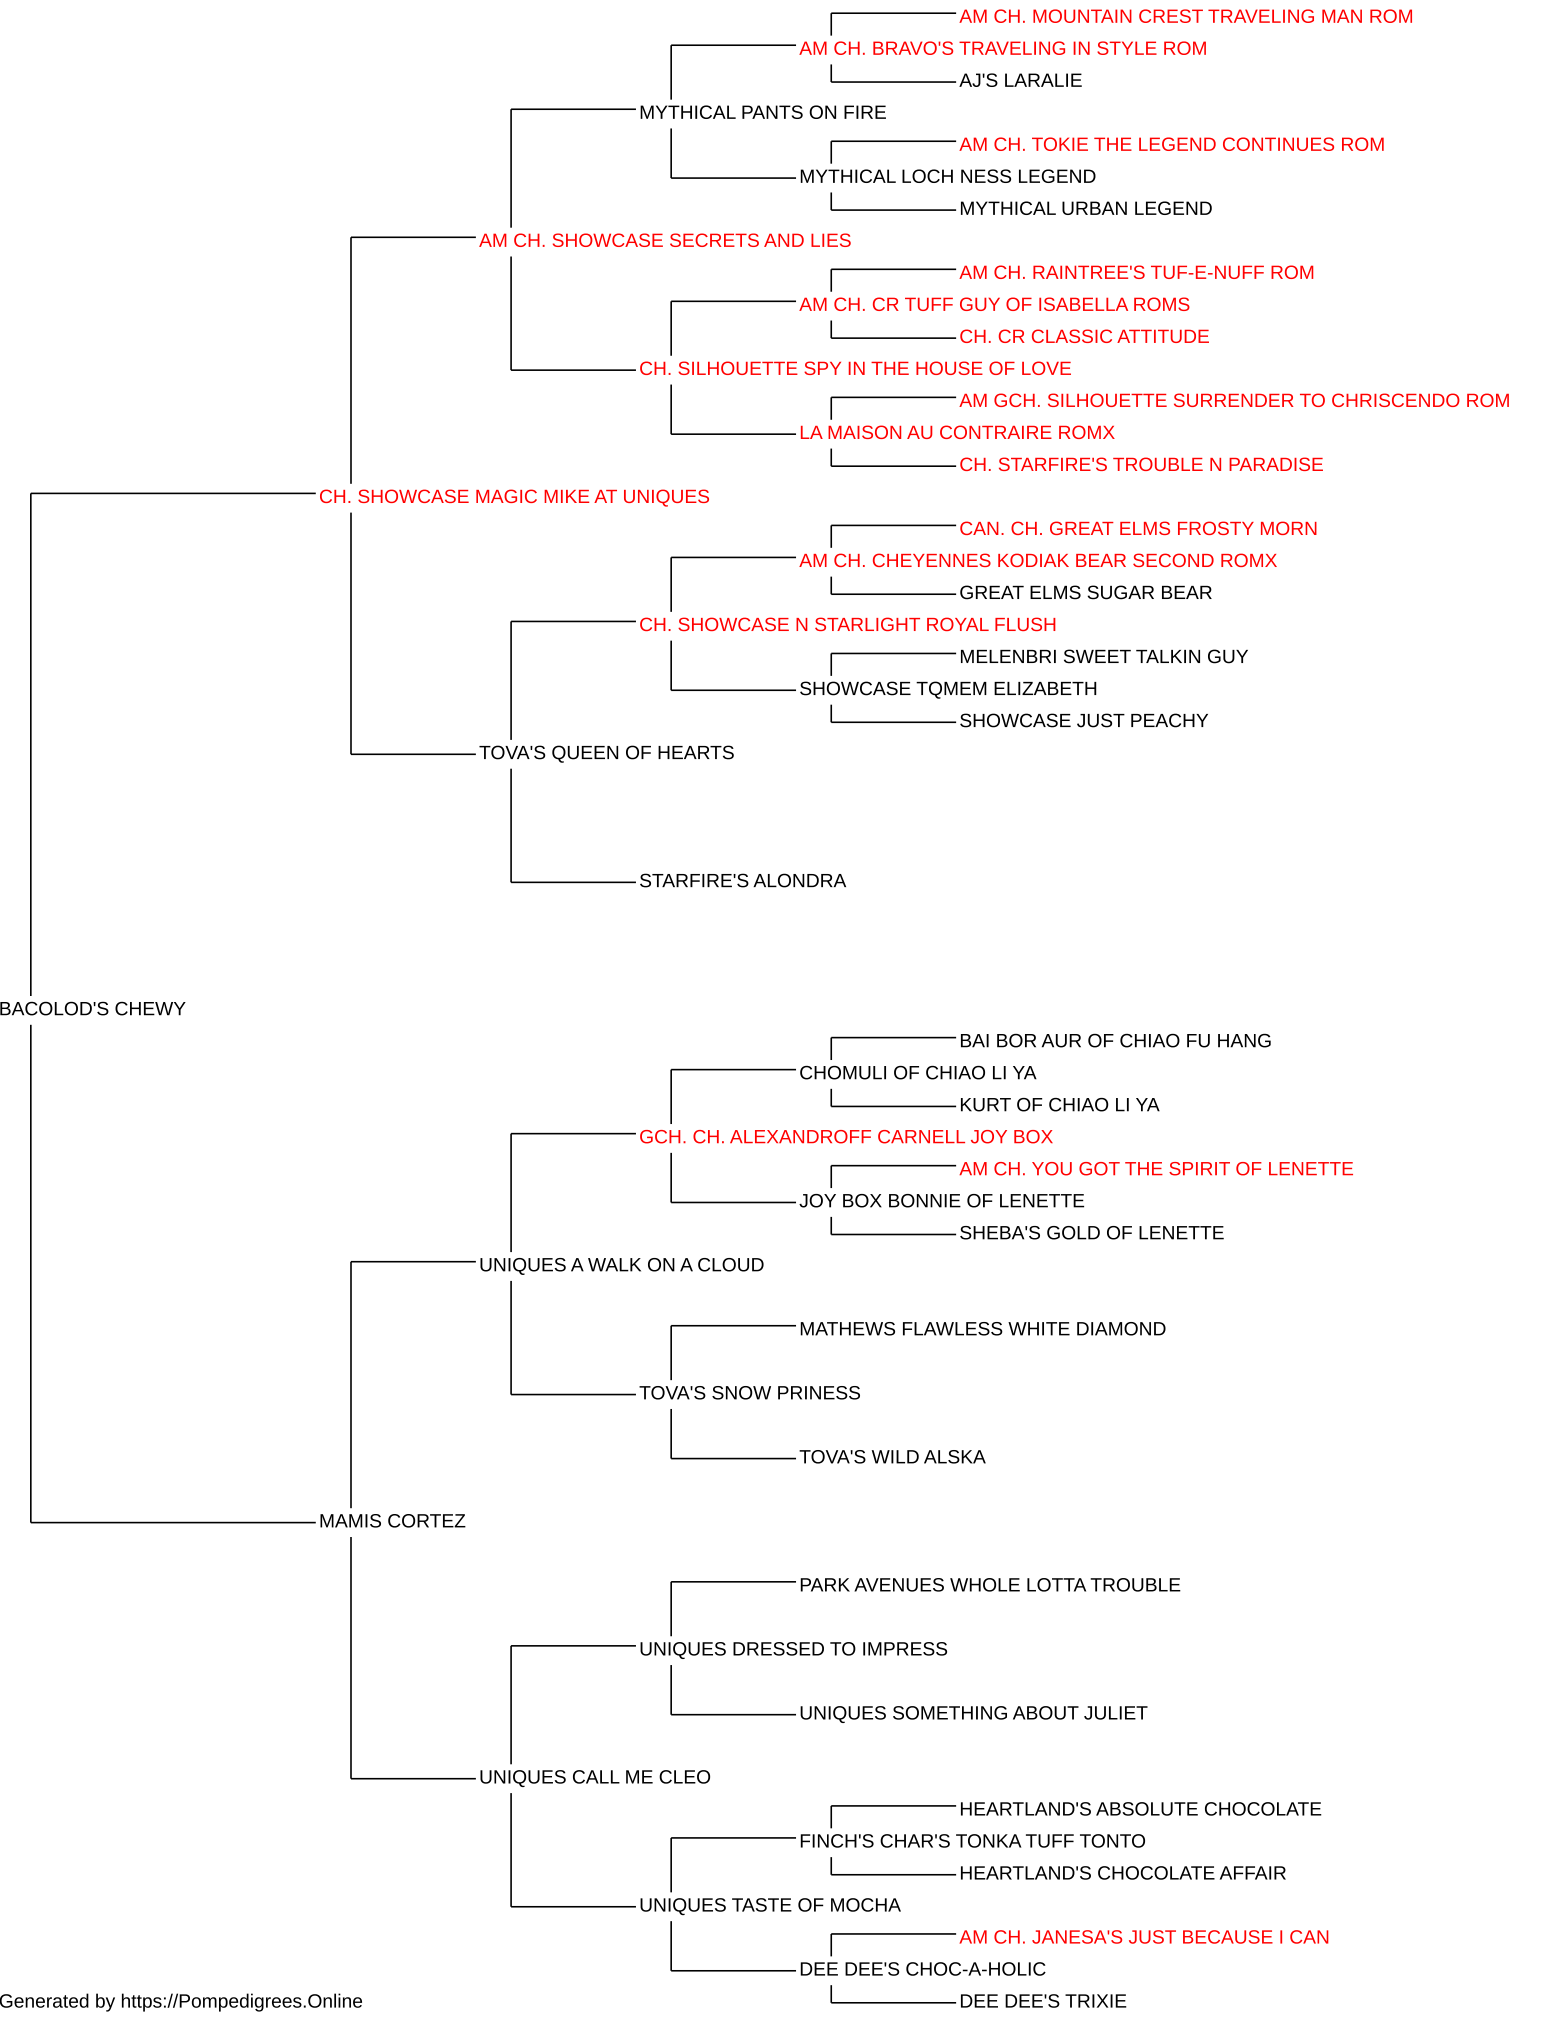 AM CH. MOUNTAIN CREST TRAVELING MAN ROM
AM CH. BRAVO'S TRAVELING IN STYLE ROM
AJ'S LARALIE
MYTHICAL PANTS ON FIRE
AM CH. TOKIE THE LEGEND CONTINUES ROM
MYTHICAL LOCH NESS LEGEND
MYTHICAL URBAN LEGEND
AM CH. SHOWCASE SECRETS AND LIES
AM CH. RAINTREE'S TUF-E-NUFF ROM
AM CH. CR TUFF GUY OF ISABELLA ROMS
CH. CR CLASSIC ATTITUDE
CH. SILHOUETTE SPY IN THE HOUSE OF LOVE
AM GCH. SILHOUETTE SURRENDER TO CHRISCENDO ROM
LA MAISON AU CONTRAIRE ROMX
CH. STARFIRE'S TROUBLE N PARADISE
CH. SHOWCASE MAGIC MIKE AT UNIQUES
CAN. CH. GREAT ELMS FROSTY MORN
AM CH. CHEYENNES KODIAK BEAR SECOND ROMX
GREAT ELMS SUGAR BEAR
CH. SHOWCASE N STARLIGHT ROYAL FLUSH
MELENBRI SWEET TALKIN GUY
SHOWCASE TQMEM ELIZABETH
SHOWCASE JUST PEACHY
TOVA'S QUEEN OF HEARTS
STARFIRE'S ALONDRA
BACOLOD'S CHEWY
BAI BOR AUR OF CHIAO FU HANG
CHOMULI OF CHIAO LI YA
KURT OF CHIAO LI YA
GCH. CH. ALEXANDROFF CARNELL JOY BOX
AM CH. YOU GOT THE SPIRIT OF LENETTE
JOY BOX BONNIE OF LENETTE
SHEBA'S GOLD OF LENETTE
UNIQUES A WALK ON A CLOUD
MATHEWS FLAWLESS WHITE DIAMOND
TOVA'S SNOW PRINESS
TOVA'S WILD ALSKA
MAMIS CORTEZ
PARK AVENUES WHOLE LOTTA TROUBLE
UNIQUES DRESSED TO IMPRESS
UNIQUES SOMETHING ABOUT JULIET
UNIQUES CALL ME CLEO
HEARTLAND'S ABSOLUTE CHOCOLATE
FINCH'S CHAR'S TONKA TUFF TONTO
HEARTLAND'S CHOCOLATE AFFAIR
UNIQUES TASTE OF MOCHA
AM CH. JANESA'S JUST BECAUSE I CAN
DEE DEE'S CHOC-A-HOLIC
DEE DEE'S TRIXIE
Generated by https://Pompedigrees.Online